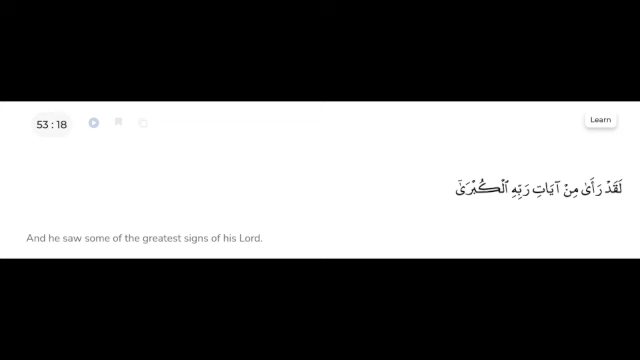 53 : 18
Learn
لَقَدْ رَأَىٰ مِنْ آيَاتِ رَبِّهِ الْكُبْرَىٰٓ
And he saw some of the greatest signs of his Lord.